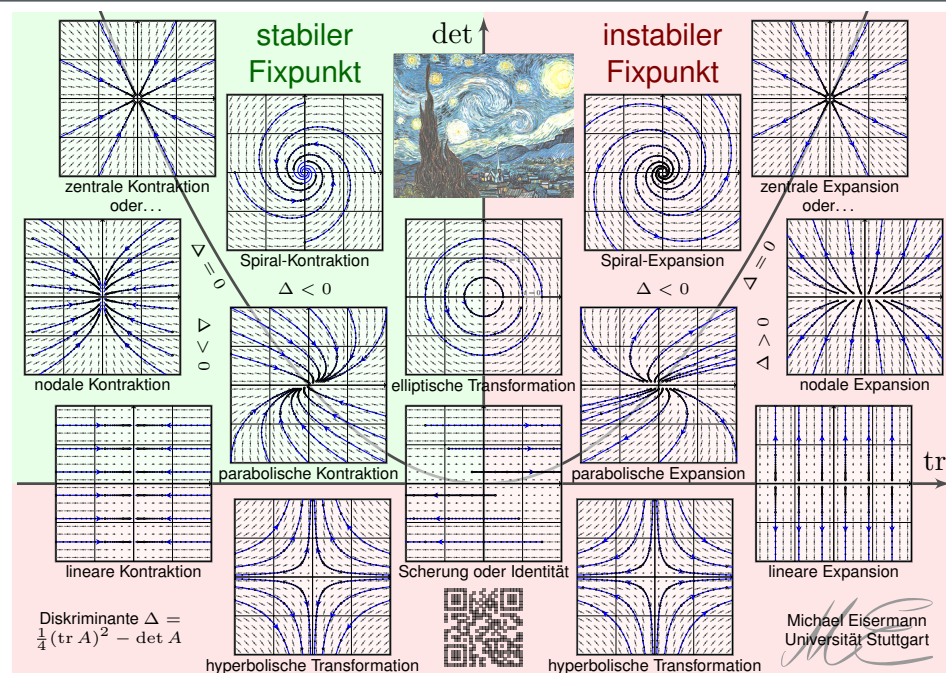 stabiler
Fixpunkt
det
instabiler
Fixpunkt
zentrale Kontraktion
oder...
zentrale Expansion
oder...
Spiral-Kontraktion
Spiral-Expansion
Δ = 0
Δ < 0
Δ < 0
Δ = 0
Δ > 0
Δ > 0
nodale Kontraktion
elliptische Transformation
nodale Expansion
parabolische Kontraktion
parabolische Expansion
tr
lineare Kontraktion
Scherung oder Identität
lineare Expansion
Diskriminante Δ =
1/4 (tr A)² − det A
Michael Eisermann
Universität Stuttgart
ME
hyperbolische Transformation
hyperbolische Transformation